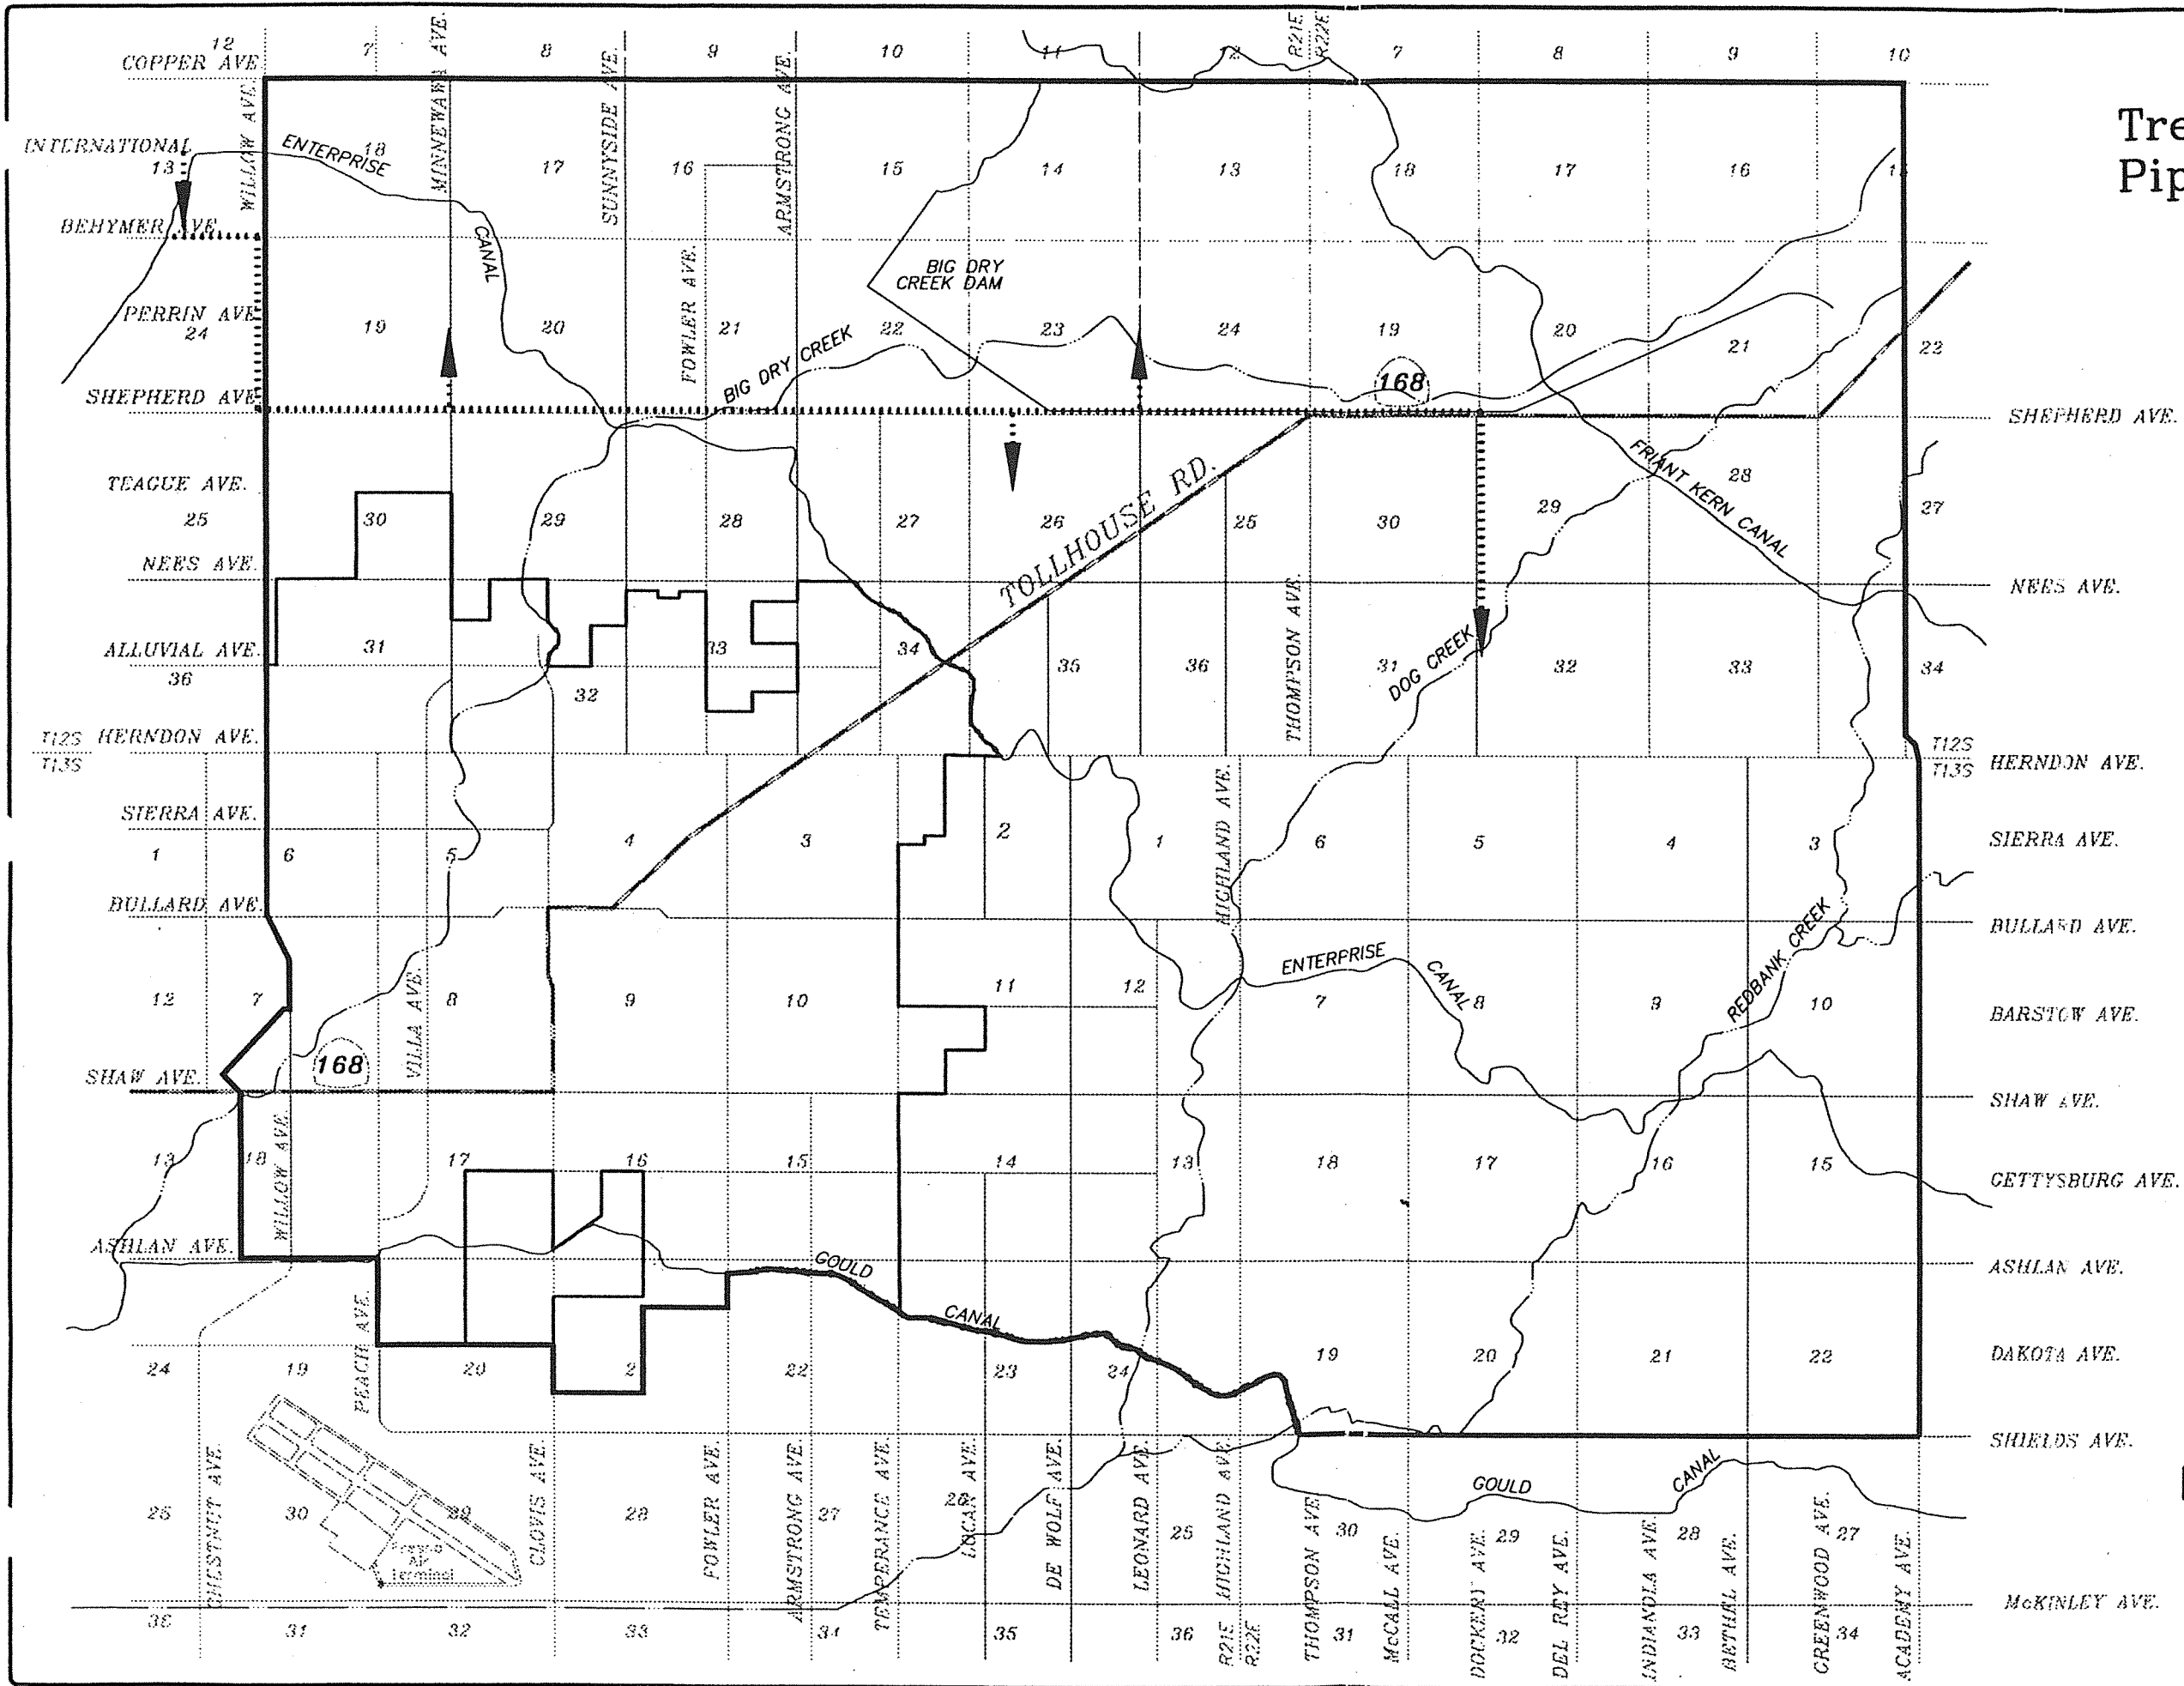 12
7
8
9
10
11
12
R21E
R22E
7
8
9
10
COPPER AVE
WILLOW AVE.
MINNEWAWA AVE.
SUNNYSIDE AVE.
ARMSTRONG AVE.
Tre
Pip
INTERNATIONAL
13
ENTERPRISE
18
17
16
15
14
13
18
17
16
15
BEHYMER AVE
CANAL
FOWLER AVE.
BIG DRY
CREEK DAM
PERRIN AVE
24
19
20
21
22
23
24
19
20
21
22
BIG DRY CREEK
168
SHEPHERD AVE
SHEPHERD AVE.
TEAGUE AVE.
25
30
29
28
27
26
25
30
29
28
27
TOLLHOUSE RD.
FRIANT KERN CANAL
NEES AVE.
NEES AVE.
THOMPSON AVE.
DOG CREEK
ALLUVIAL AVE.
36
31
32
33
34
35
36
31
32
33
34
T12S
T13S
HERNDON AVE.
T12S
T13S
HERNDON AVE.
SIERRA AVE.
SIERRA AVE.
1
6
5
4
3
2
1
6
5
4
3
HIGHLAND AVE.
BULLARD AVE.
BULLARD AVE.
REDBANK CREEK
ENTERPRISE
CANAL
12
7
VILLA AVE.
8
9
10
11
12
7
8
9
10
BARSTOW AVE.
168
SHAW AVE.
SHAW AVE.
13
18
WILLOW AVE
17
16
15
14
13
18
17
16
15
GETTYSBURG AVE.
ASHLAN AVE.
GOULD
CANAL
ASHLAN AVE.
24
19
PEACH AVE.
20
2
22
23
24
19
20
21
22
DAKOTA AVE.
SHIELDS AVE.
25
CHESTNUT AVE.
30
29
Air
Terminal
CLOVIS AVE.
28
FOWLER AVE.
ARMSTRONG AVE.
27
TEMPERANCE AVE.
26
LOCAN AVE.
DE WOLF AVE.
LEONARD AVE.
25
HIGHLAND AVE.
R21E
R22E
THOMPSON AVE
30
McCALL AVE.
GOULD
CANAL
DOCKERY AVE.
29
DEL REY AVE.
INDIANOLA AVE.
28
BETHEL AVE.
GREENWOOD AVE.
27
ACADEMY AVE.
McKINLEY AVE.
36
31
32
33
34
35
36
31
32
33
34